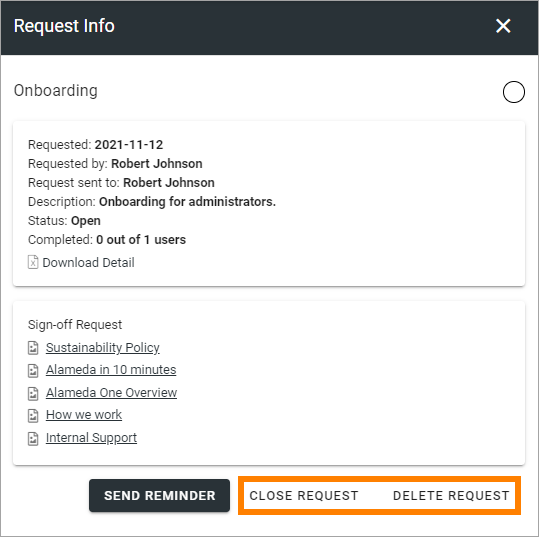 Request Info
Onboarding
Requested: 2021-11-12
Requested by: Robert Johnson
Request sent to: Robert Johnson
Description: Onboarding for administrators.
Status: Open
Completed: 0 out of 1 users
Download Detail
Sign-off Request
Sustainability Policy
Alameda in 10 minutes
Alameda One Overview
How we work
Internal Support
SEND REMINDER CLOSE REQUEST DELETE REQUEST